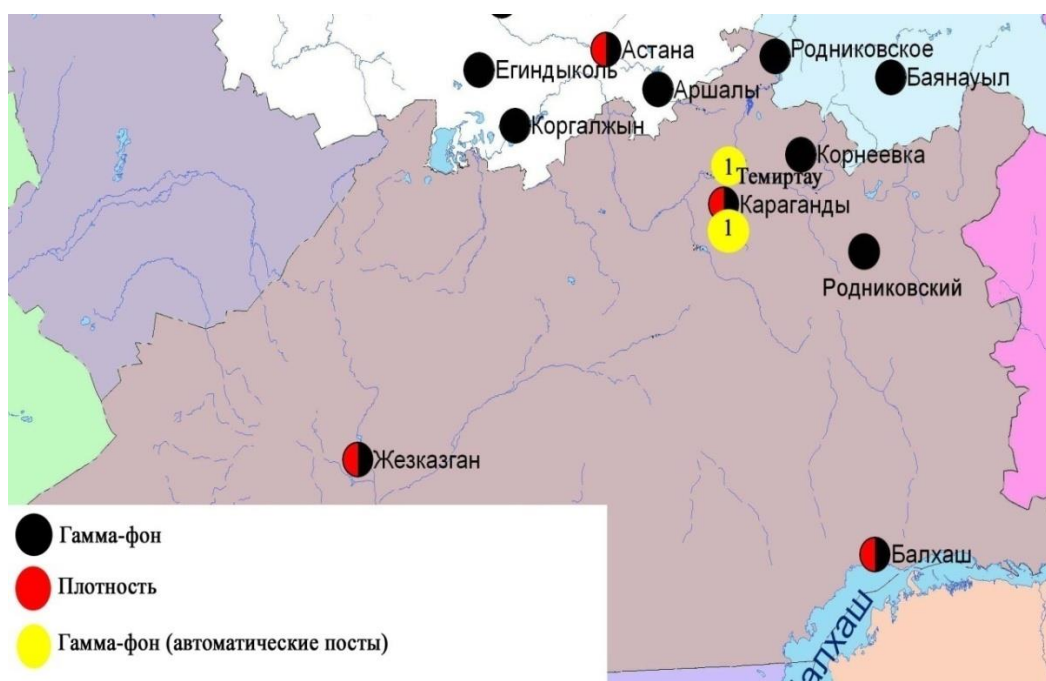 Астана
Родниковское
Егиндыколь
Баянауыл
Аршалы
Коргалжын
Корнеевка
1
Темиртау
Караганды
1
Родниковский
Жезказган
Гамма-фон
Плотность
Гамма-фон (автоматические посты)
Балхаш
алхаш